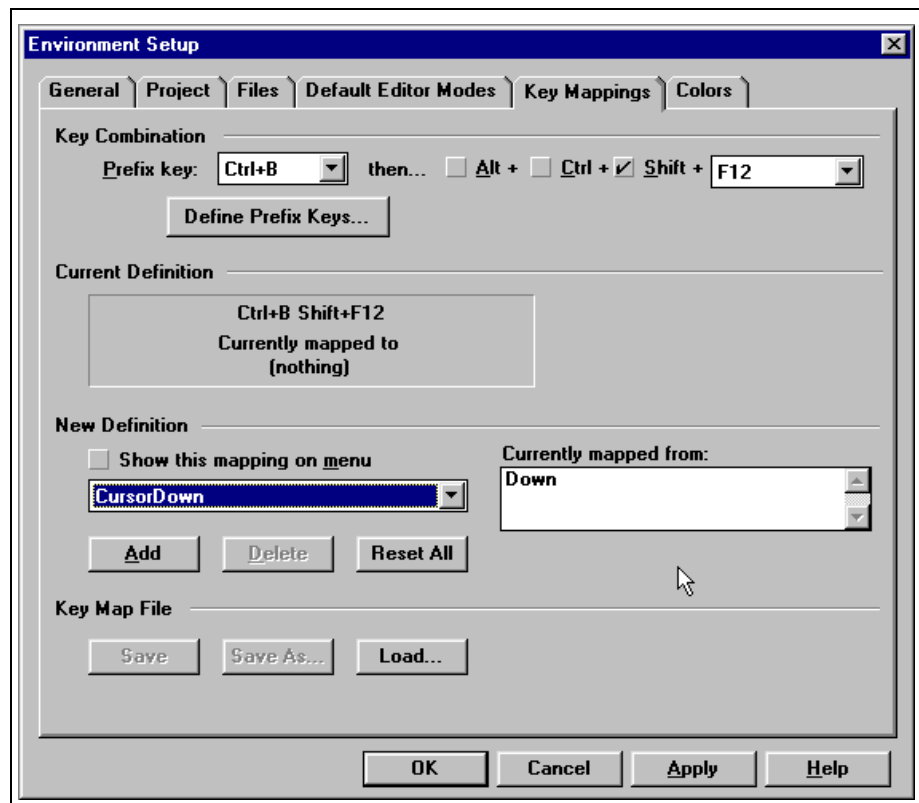 Environment Setup
General Project Files Default Editor Modes Key Mappings Colors
Key Combination
Prefix key: Ctrl+B then... Alt + Ctrl + Shift + F12
Define Prefix Keys...
Current Definition
Ctrl+B Shift+F12
Currently mapped to
(nothing)
New Definition
Show this mapping on menu
CursorDown
Currently mapped from:
Down
Add Delete Reset All
Key Map File
Save Save As... Load...
OK Cancel Apply Help